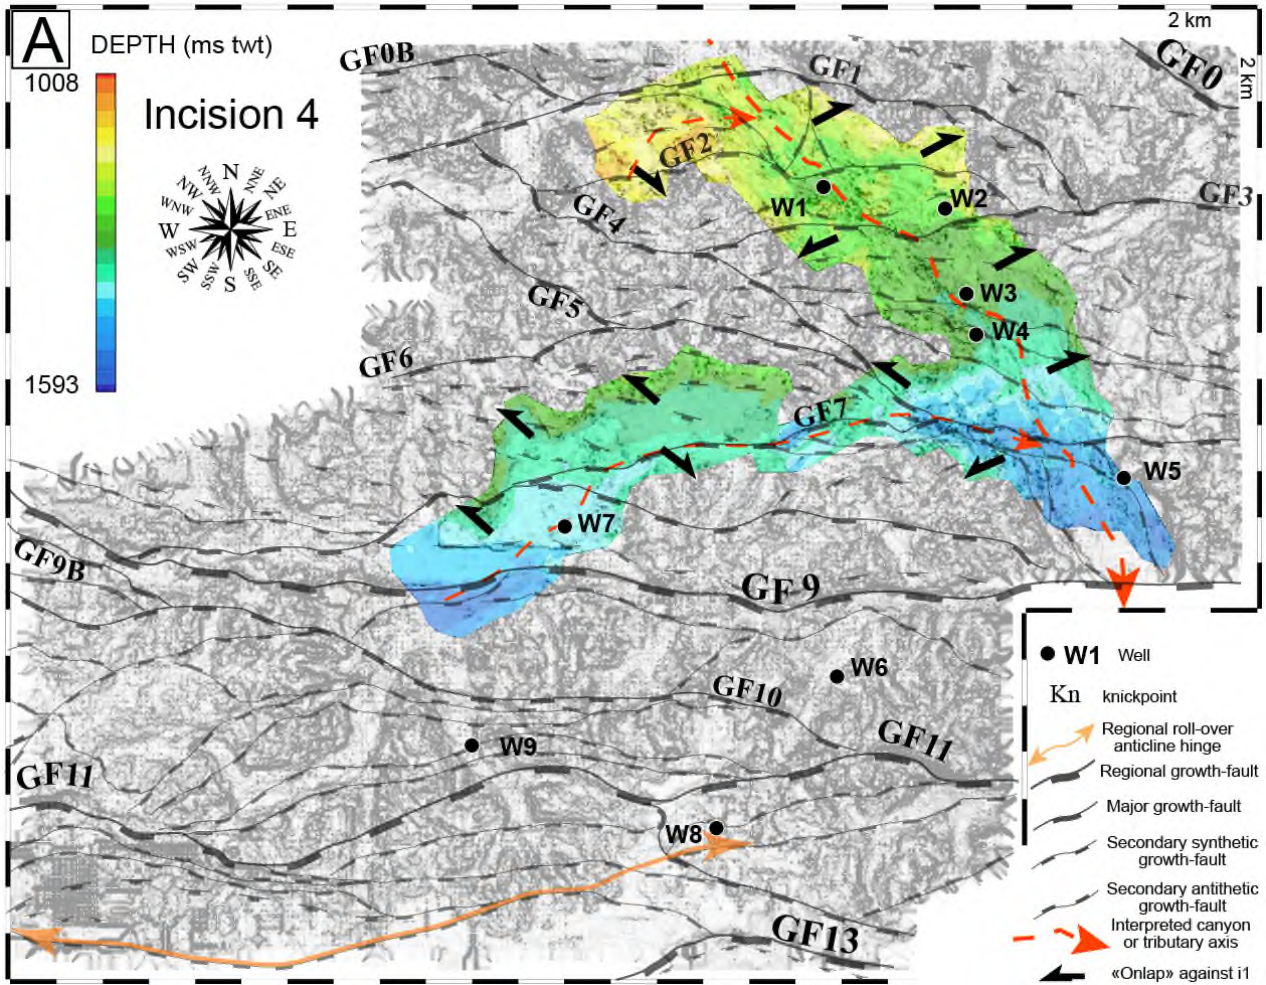 A
DEPTH (ms twt)
1008
1593
Incision 4
N
NNE
NE
ENE
E
ESE
SE
SSE
S
SSW
SW
WSW
W
WNW
NW
NNW
2 km
2 km
GF0B
GF1
GF0
GF2
GF3
GF4
W1
W2
GF5
W3
W4
GF6
GF7
W5
W7
GF9B
GF 9
W6
GF10
GF11
W9
GF11
W8
GF13
W1 Well
Kn knickpoint
Regional roll-over
anticline hinge
Regional growth-fault
Major growth-fault
Secondary synthetic
growth-fault
Secondary antithetic
growth-fault
Interpreted canyon
or tributary axis
«Onlap» against i1